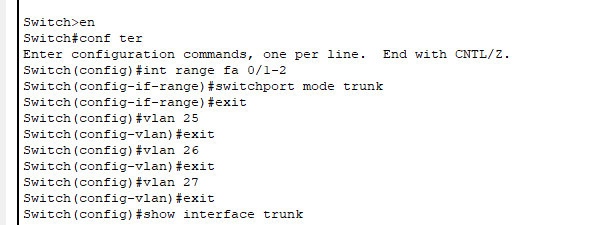 Switch>en
Switch#conf ter
Enter configuration commands, one per line.  End with CNTL/Z.
Switch(config)#int range fa 0/1-2
Switch(config-if-range)#switchport mode trunk
Switch(config-if-range)#exit
Switch(config)#vlan 25
Switch(config-vlan)#exit
Switch(config)#vlan 26
Switch(config-vlan)#exit
Switch(config)#vlan 27
Switch(config-vlan)#exit
Switch(config)#show interface trunk